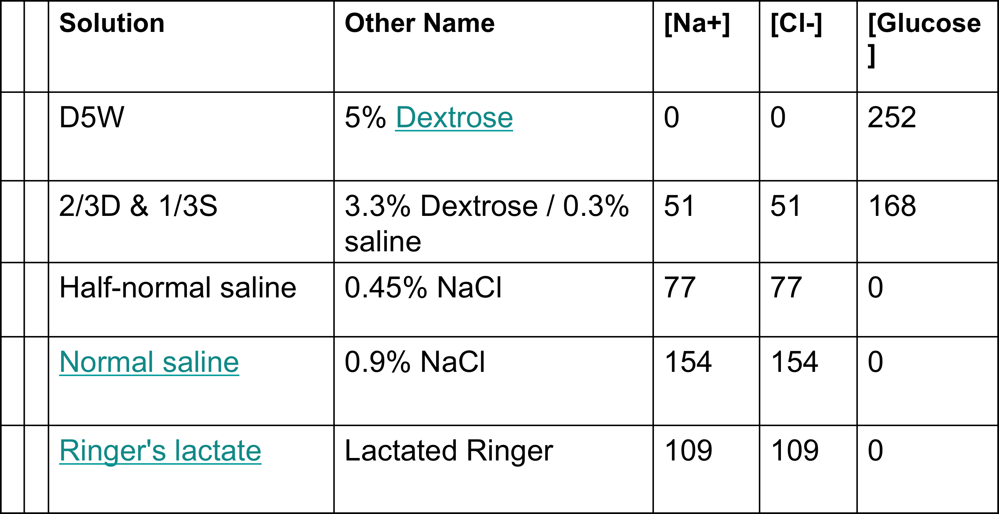 Solution Other Name [Na+] [Cl-] [Glucose
]
D5W 5% Dextrose 0 0 252
2/3D & 1/3S 3.3% Dextrose / 0.3% 51 51 168
saline
Half-normal saline 0.45% NaCl 77 77 0
Normal saline 0.9% NaCl 154 154 0
Ringer's lactate Lactated Ringer 109 109 0